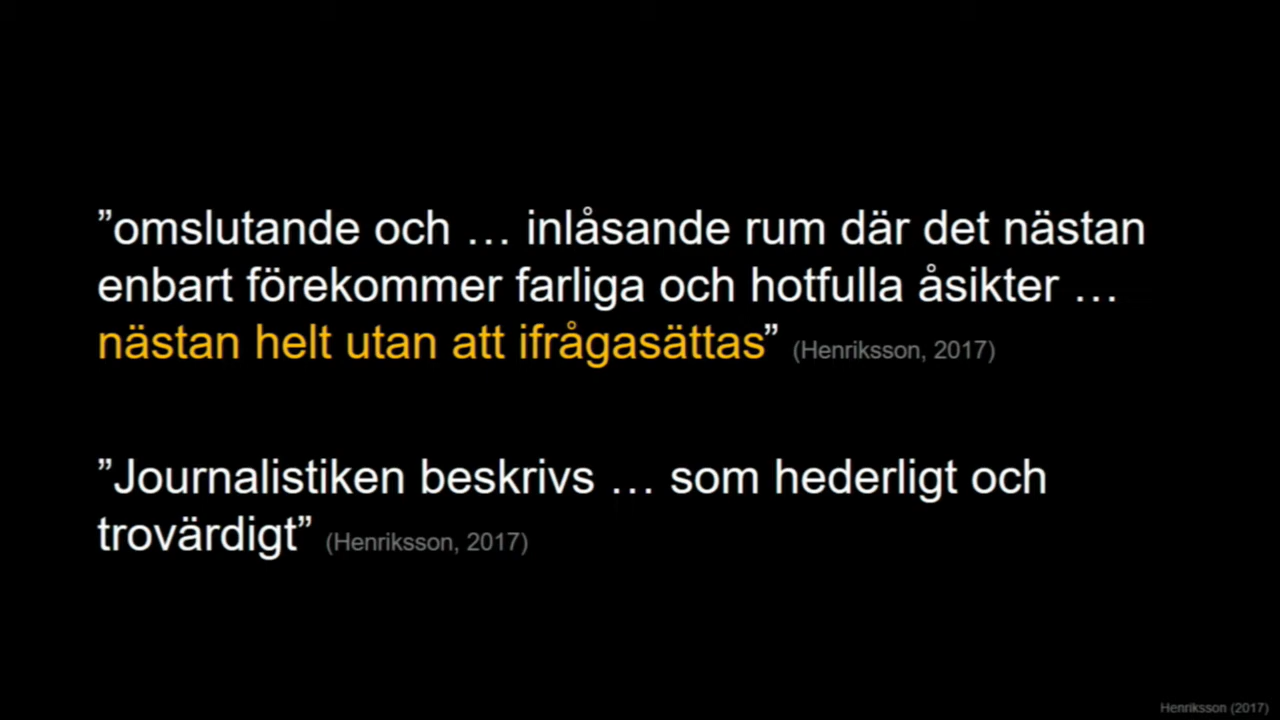 ”omslutande och … inlåsande rum där det nästan
enbart förekommer farliga och hotfulla åsikter …
nästan helt utan att ifrågasättas” (Henriksson, 2017)
”Journalistiken beskrivs … som hederligt och
trovärdigt” (Henriksson, 2017)
Henriksson (2017)